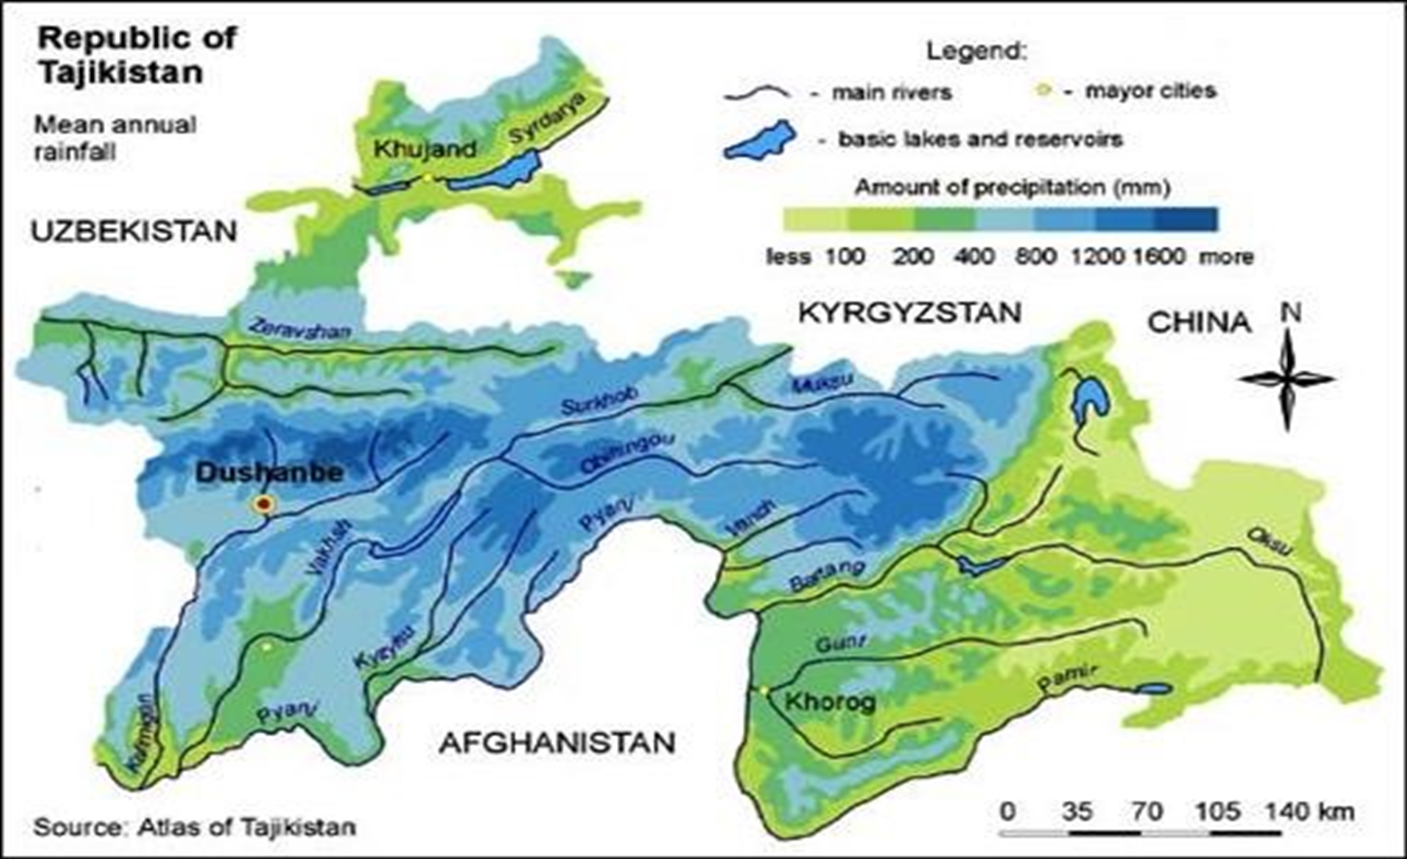 Republic of
Tajikistan
Mean annual
rainfall
Legend:
- main rivers
- mayor cities
- basic lakes and reservoirs
Amount of precipitation (mm)
less 100 200 400 800 1200 1600 more
Syrdarya
Khujand
UZBEKISTAN
KYRGYZSTAN
CHINA
N
Zeravshan
Surkhob
Muksu
Obihingou
Dushanbe
Pyanj
Vanch
Vakhsh
Bartang
Oksu
Kyzylsu
Gunt
Pamir
Khorog
Kafirnigan
Pyanj
AFGHANISTAN
0 35 70 105 140 km
Source: Atlas of Tajikistan